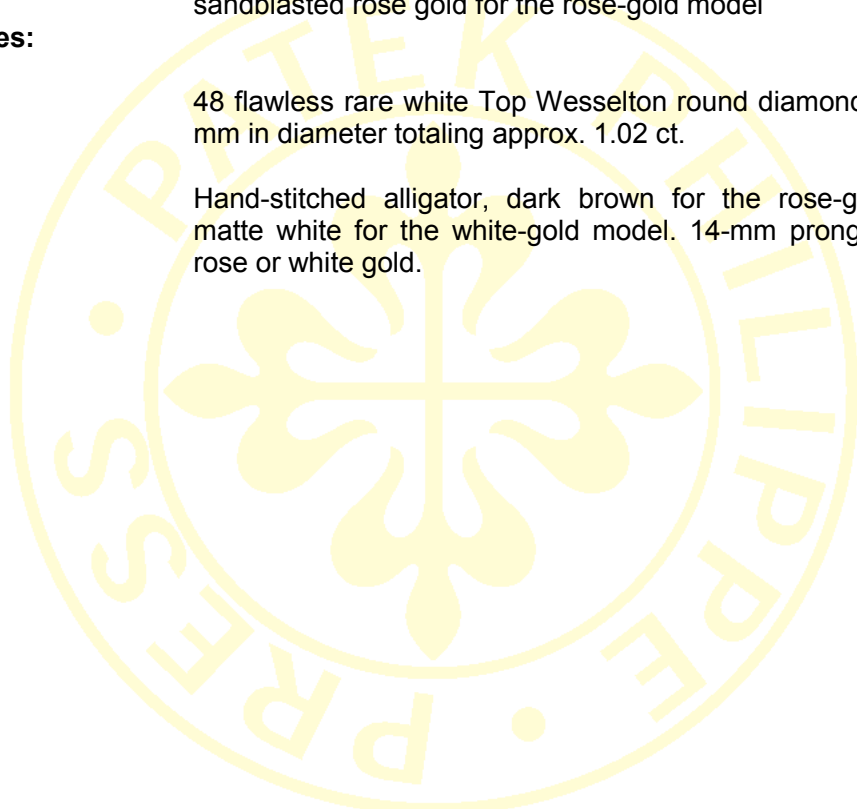 sandblasted rose gold for the rose-gold model
es:
48 flawless rare white Top Wesselton round diamond
mm in diameter totaling approx. 1.02 ct.
Hand-stitched alligator, dark brown for the rose-g
matte white for the white-gold model. 14-mm prong
rose or white gold.
PATEK PHILIPPE
PRESS